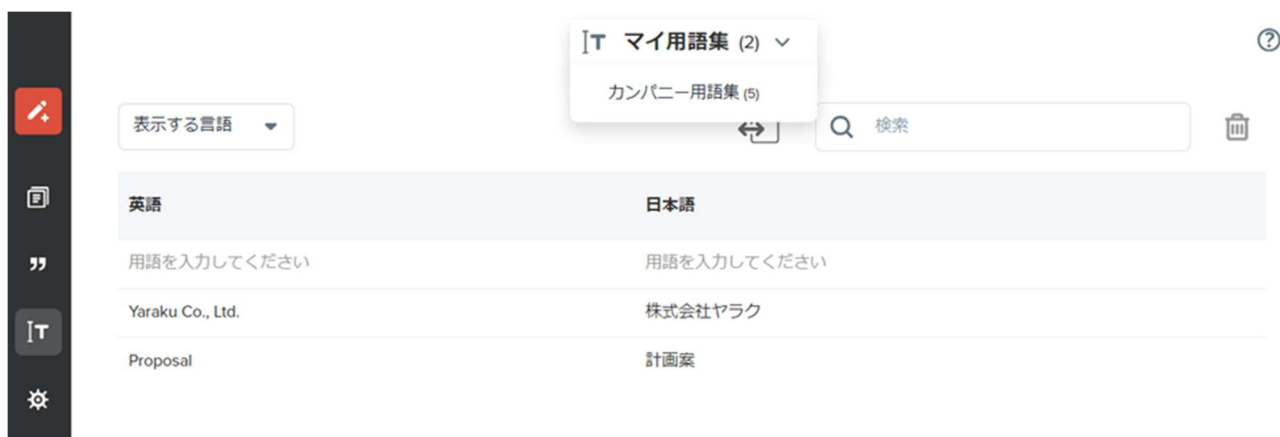 マイ用語集 (2)
カンパニー用語集 (5)
表示する言語
検索
英語 日本語
用語を入力してください 用語を入力してください
Yaraku Co., Ltd. 株式会社ヤラク
Proposal 計画案